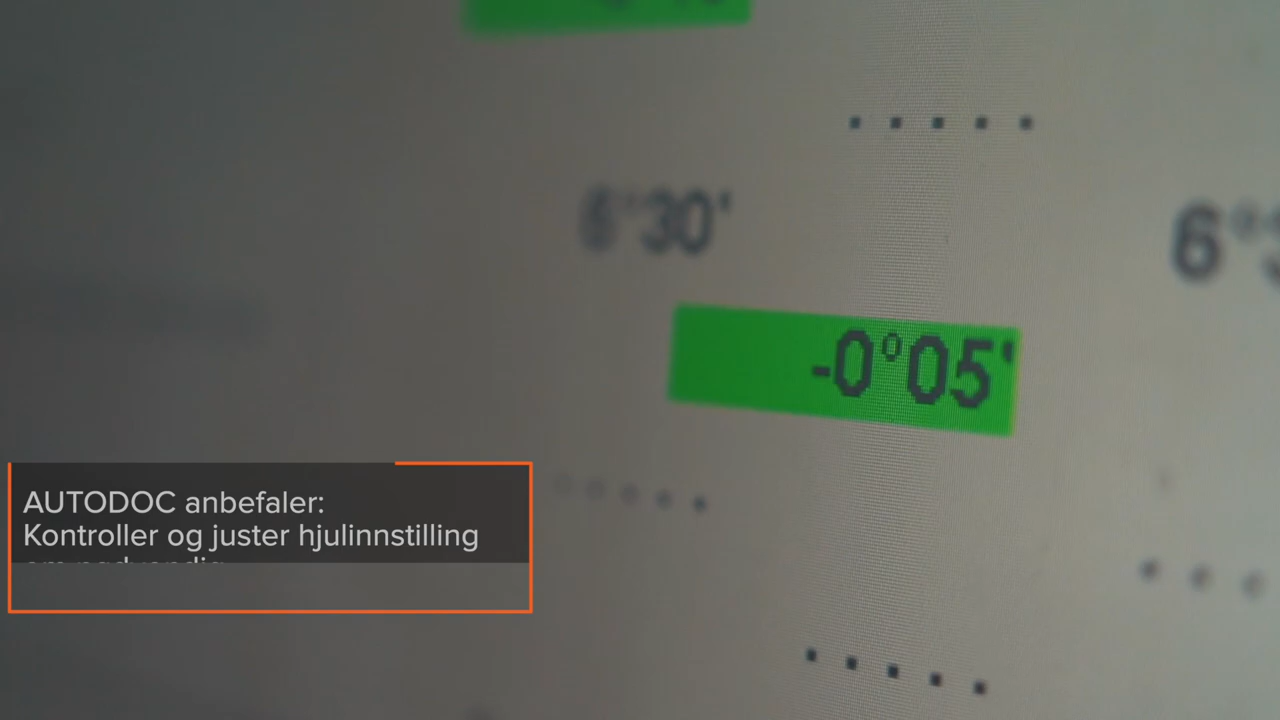 6°30'
-0°05'
AUTODOC anbefaler:
Kontroller og juster hjulinnstilling